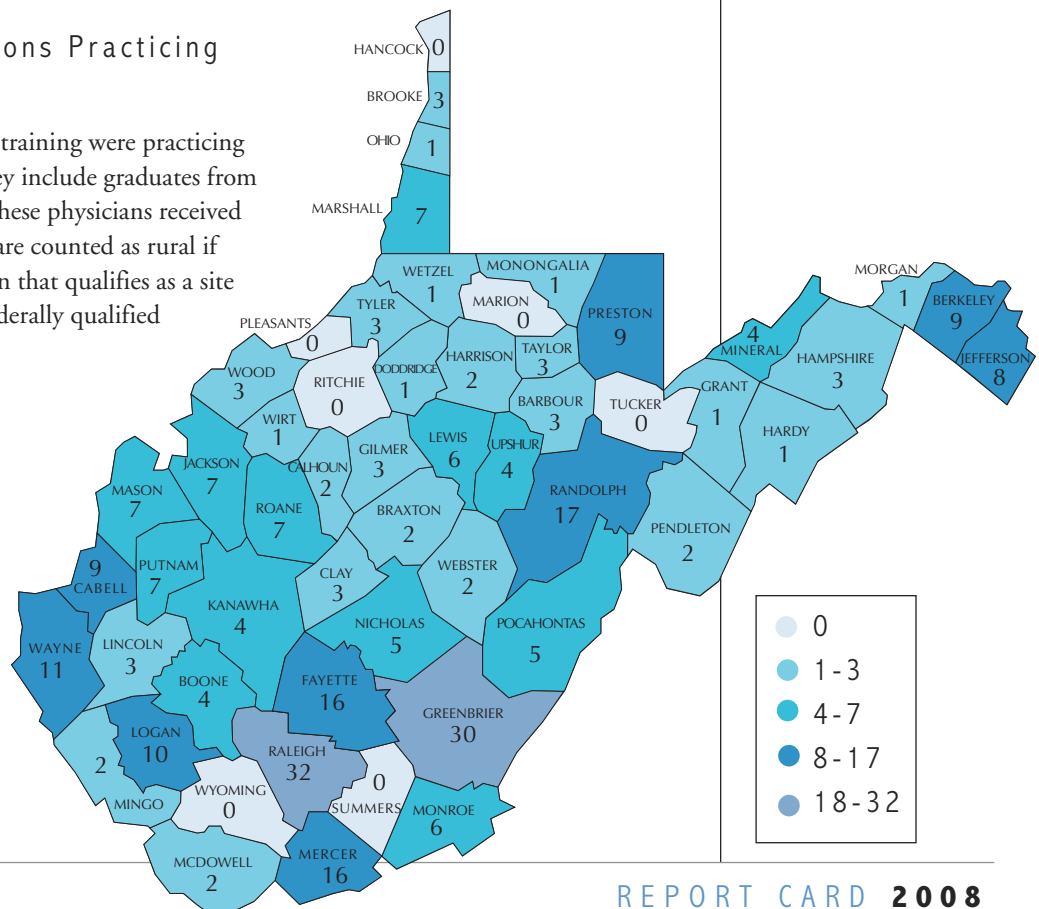 ons Practicing
training were practicing
ey include graduates from
hese physicians received
are counted as rural if
n that qualifies as a site
derally qualified
HANCOCK 0
BROOKE 3
OHIO 1
MARSHALL 7
WETZEL
1
MONONGALIA
1
MARION
0
PRESTON
9
TYLER
3
PLEASANTS
0
WOOD
3
RITCHIE
0
DODDRIDGE
1
HARRISON
2
TAYLOR
3
BARBOUR
3
TUCKER
0
GRANT
1
4
MINERAL
HAMPSHIRE
3
MORGAN
1
BERKELEY
9
JEFFERSON
8
HARDY
1
PENDLETON
2
WIRT
1
CALHOUN
2
GILMER
3
LEWIS
6
UPSHUR
4
RANDOLPH
17
JACKSON
7
MASON
7
ROANE
7
BRAXTON
2
WEBSTER
2
9
CABELL
PUTNAM
7
KANAWHA
4
CLAY
3
NICHOLAS
5
POCAHONTAS
5
WAYNE
11
LINCOLN
3
BOONE
4
FAYETTE
16
GREENBRIER
30
LOGAN
10
2
MINGO
RALEIGH
32
WYOMING
0
0
SUMMERS
MONROE
6
MCDOWELL
2
MERCER
16
0
1-3
4-7
8-17
18-32
REPORT CARD 2008